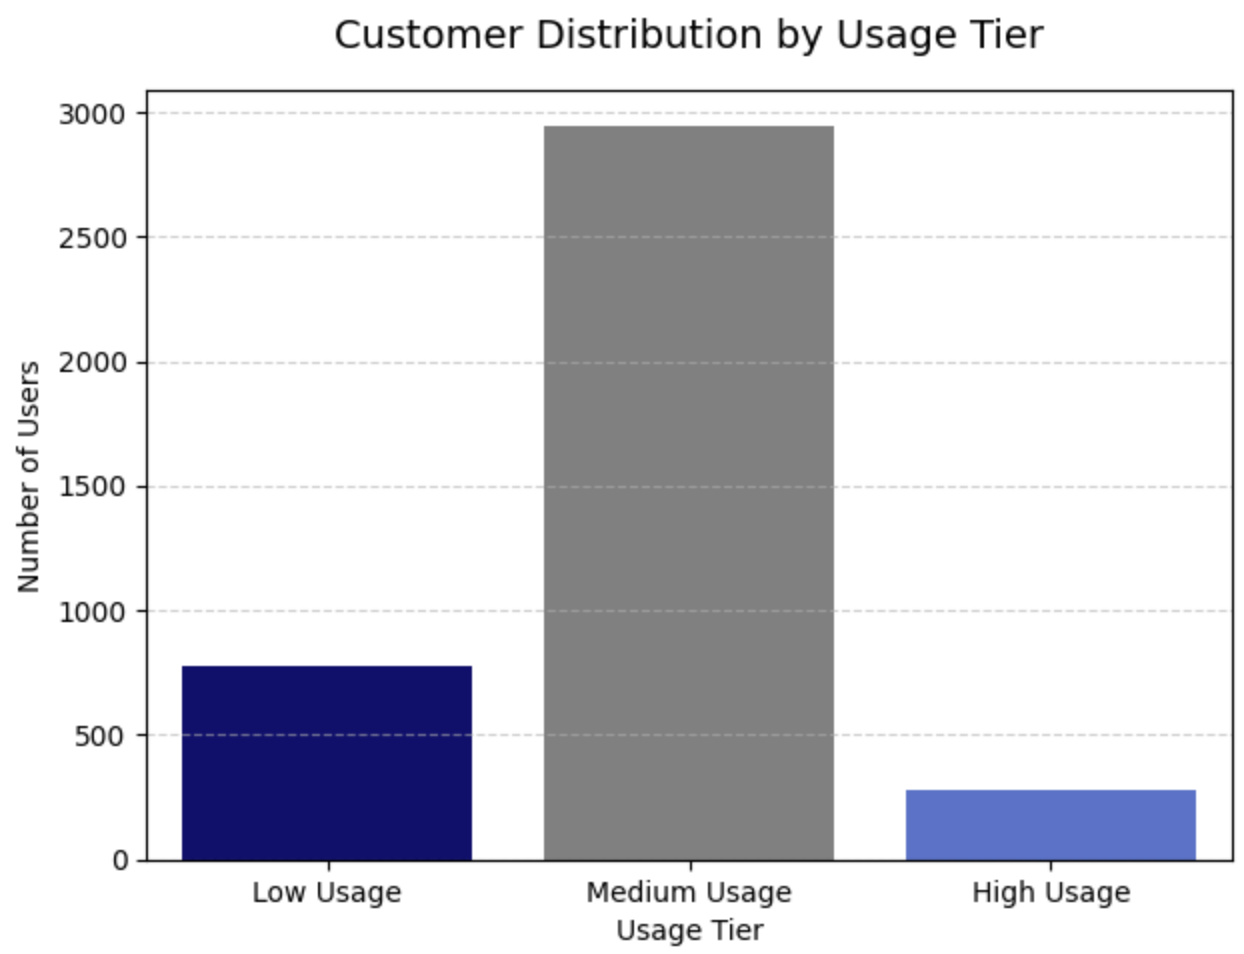 Customer Distribution by Usage Tier
3000
2500
2000
1500
1000
500
0
Number of Users
Low Usage
Medium Usage
High Usage
Usage Tier